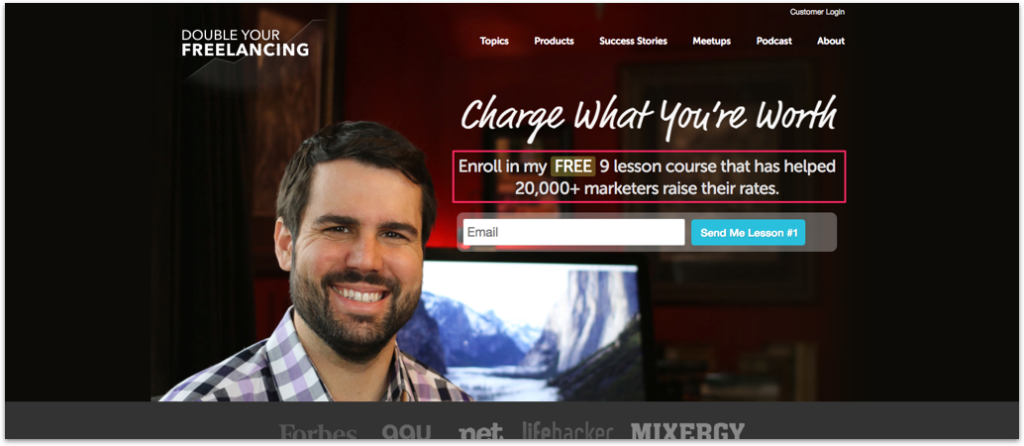 Customer Login
DOUBLE YOUR
FREELANCING
Topics Products Success Stories Meetups Podcast About
Charge What You're Worth
Enroll in my FREE 9 lesson course that has helped
20,000+ marketers raise their rates.
Email Send Me Lesson #1
Forbes net lifehacker MIXERGY